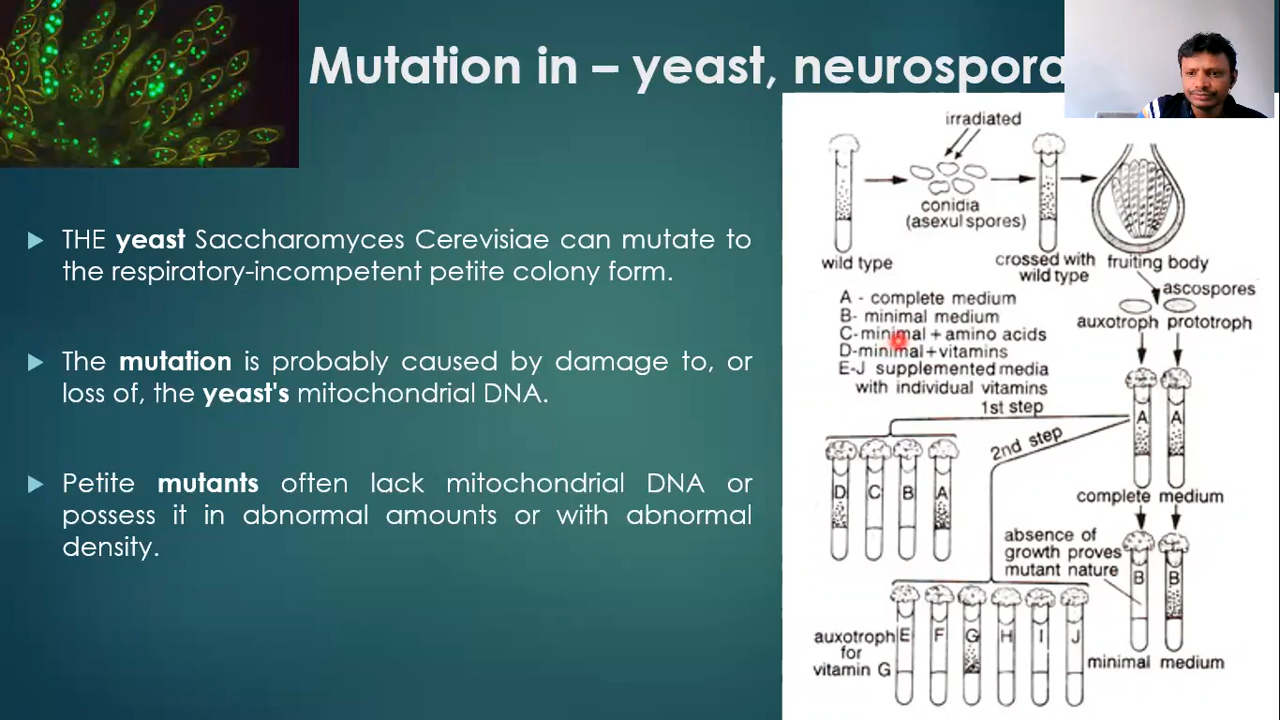 Mutation in – yeast, neurospora
THE yeast Saccharomyces Cerevisiae can mutate to
the respiratory-incompetent petite colony form.
The mutation is probably caused by damage to, or
loss of, the yeast's mitochondrial DNA.
Petite mutants often lack mitochondrial DNA or
possess it in abnormal amounts or with abnormal
density.
irradiated
conidia
(asexul spores)
wild type
crossed with
wild type
fruiting body
ascospores
auxotroph prototroph
A - complete medium
B- minimal medium
C-minimal + amino acids
D-minimal+vitamins
E-J supplemented media
with individual vitamins
1st step
2nd step
A A
D C B A
complete medium
absence of
growth proves
mutant nature
B B
minimal medium
auxotroph
for
vitamin G
E F G H I J